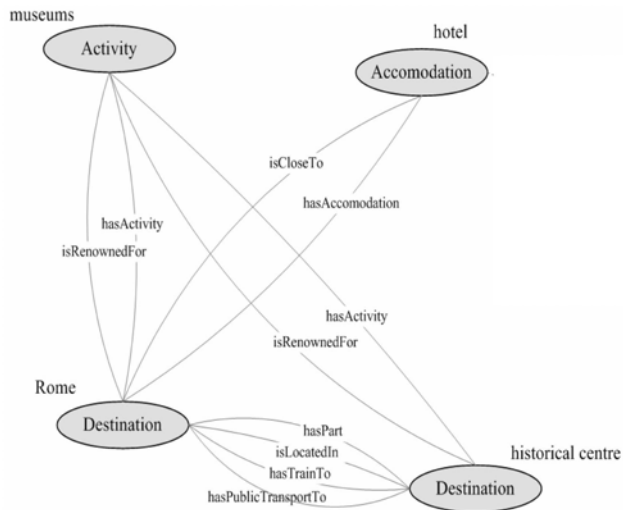 museums
Activity
hotel
Accomodation
isCloseTo
hasAccomodation
hasActivity
isRenownedFor
hasActivity
isRenownedFor
Rome
Destination
hasPart
isLocatedIn
hasTrainTo
hasPublicTransportTo
historical centre
Destination